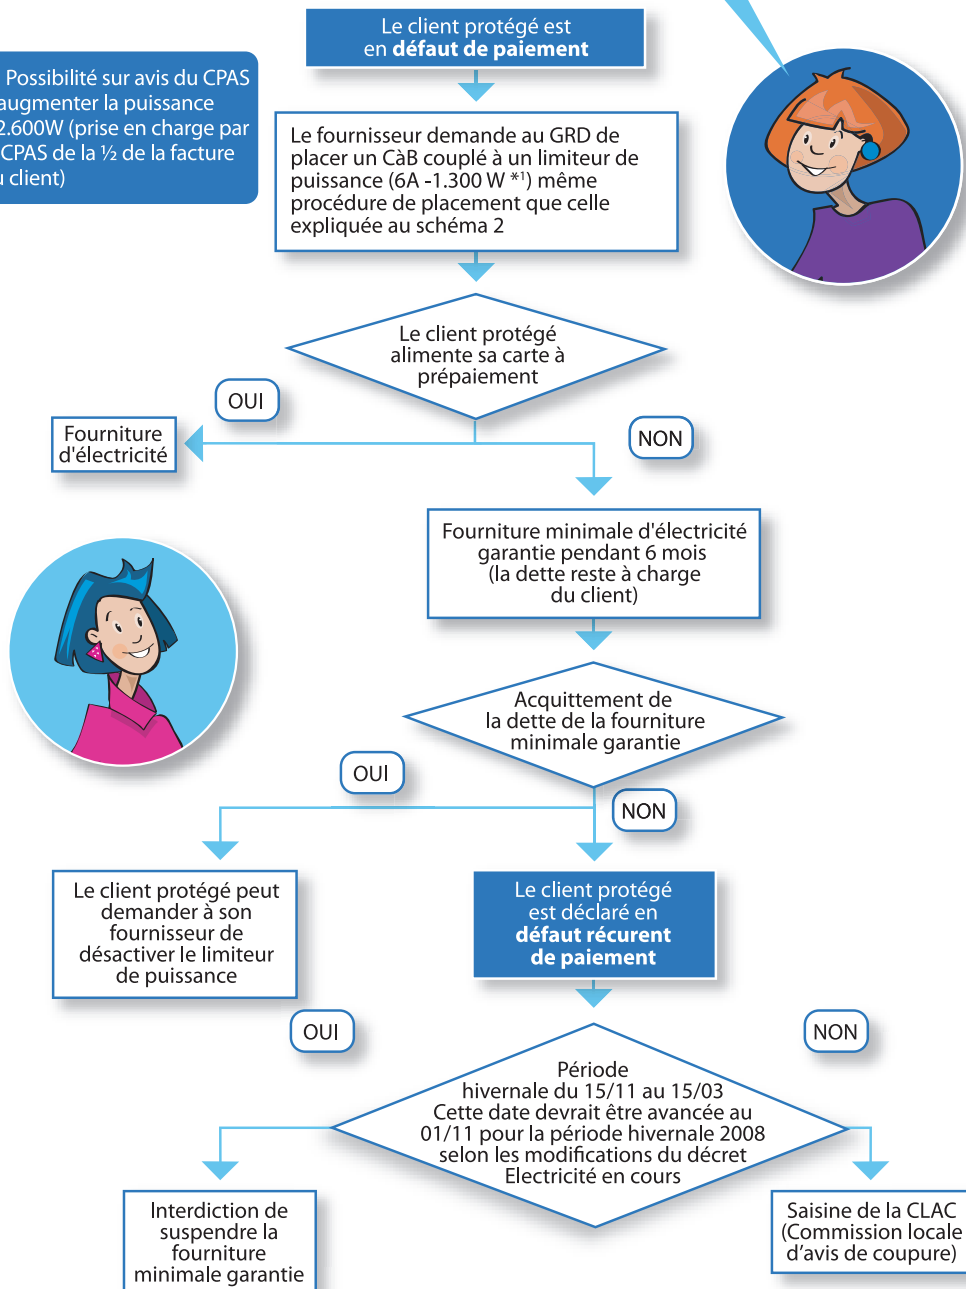 Le client protégé est
en défaut de paiement
Possibilité sur avis du CPAS
augmenter la puissance
2.600W (prise en charge par
CPAS de la ½ de la facture
u client)
Le fournisseur demande au GRD de
placer un CàB couplé à un limiteur de
puissance (6A -1.300 W *¹) même
procédure de placement que celle
expliquée au schéma 2
Le client protégé
alimente sa carte à
prépaiement
OUI
NON
Fourniture
d'électricité
Fourniture minimale d'électricité
garantie pendant 6 mois
(la dette reste à charge
du client)
Acquittement de
la dette de la fourniture
minimale garantie
OUI
NON
Le client protégé peut
demander à son
fournisseur de
désactiver le limiteur
de puissance
Le client protégé
est déclaré en
défaut récurent
de paiement
OUI
NON
Période
hivernale du 15/11 au 15/03
Cette date devrait être avancée au
01/11 pour la période hivernale 2008
selon les modifications du décret
Electricité en cours
Interdiction de
suspendre la
fourniture
minimale garantie
Saisine de la CLAC
(Commission locale
d'avis de coupure)